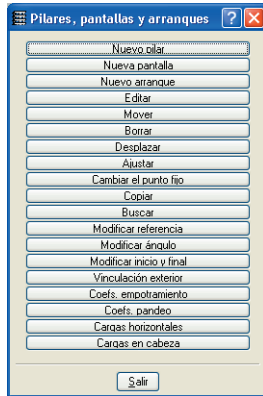 Pilares, pantallas y arranques
Nuevo pilar
Nueva pantalla
Nuevo arranque
Editar
Mover
Borrar
Desplazar
Ajustar
Cambiar el punto fijo
Copiar
Buscar
Modificar referencia
Modificar ángulo
Modificar inicio y final
Vinculación exterior
Coefs. empotramiento
Coefs. pandeo
Cargas horizontales
Cargas en cabeza
Salir